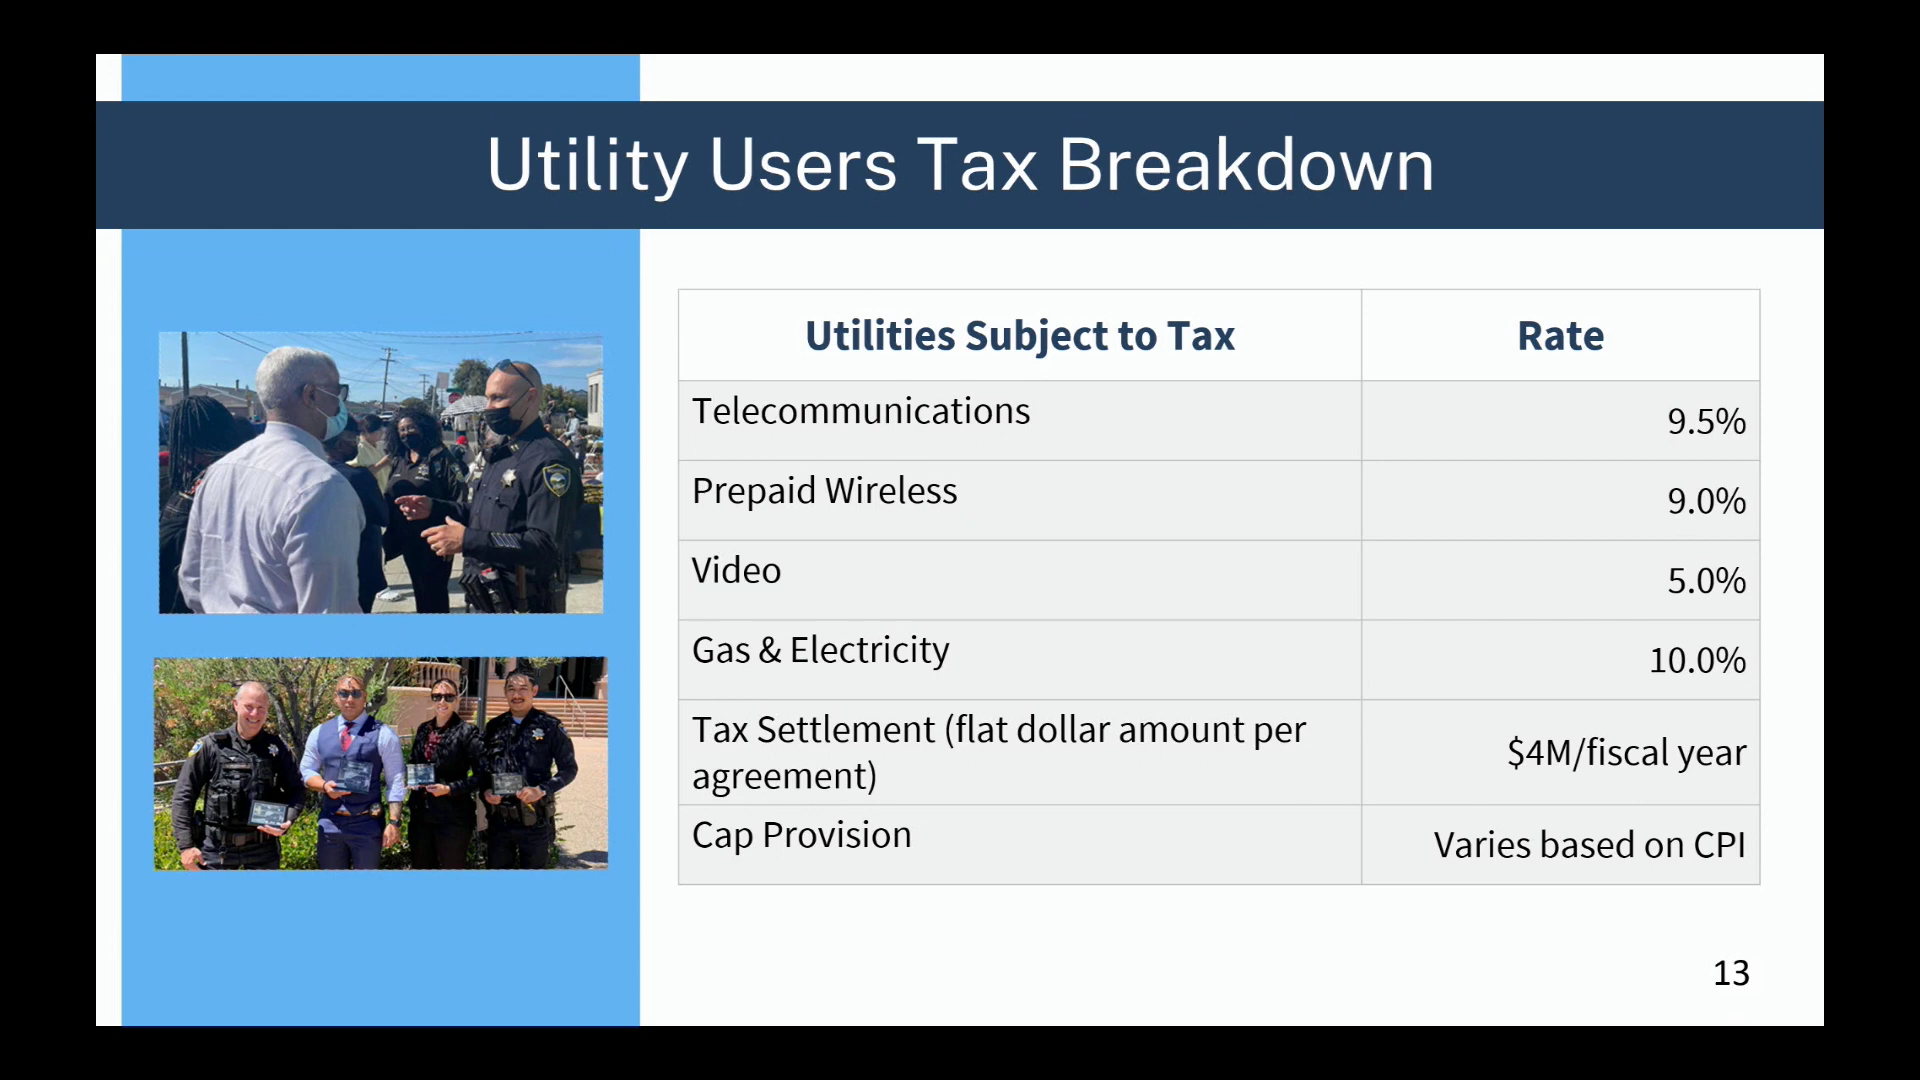 Utility Users Tax Breakdown
Utilities Subject to Tax
Rate
Telecommunications
9.5%
Prepaid Wireless
9.0%
Video
5.0%
Gas & Electricity
10.0%
Tax Settlement (flat dollar amount per
agreement)
$4M/fiscal year
Cap Provision
Varies based on CPI
13